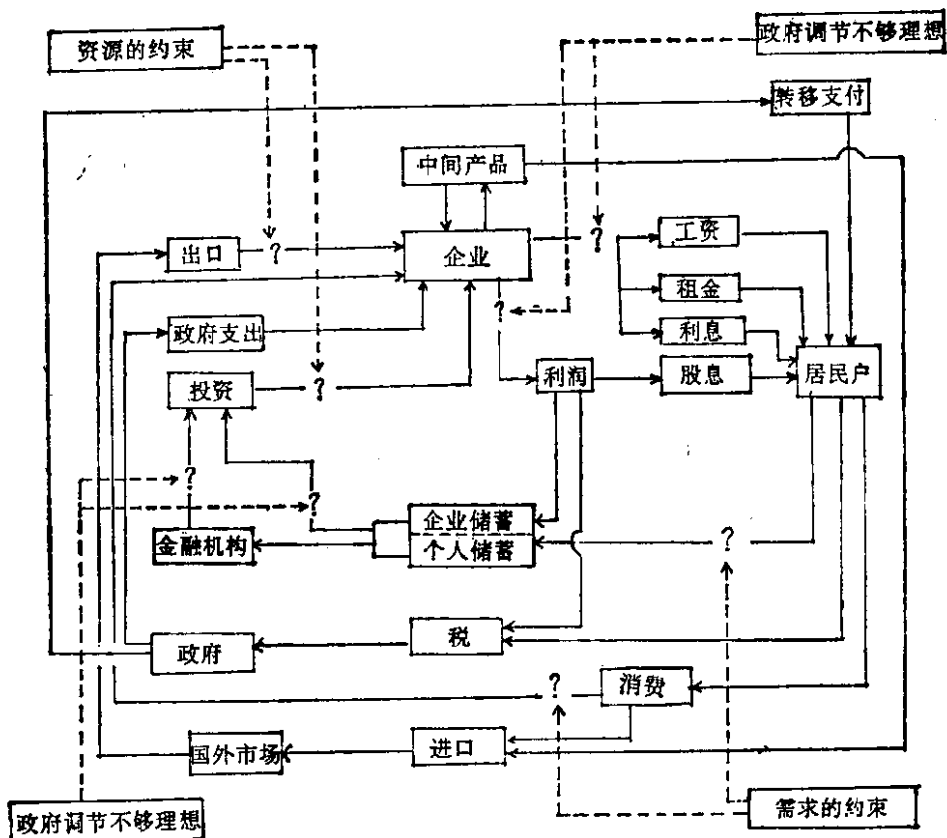 资源的约束
政府调节不够理想
转移支付
中间产品
工资
出口
?
企业
?
租金
?
政府支出
利息
投资
?
利润
股息
居民户
?
?
企业储蓄
金融机构
个人储蓄
?
税
政府
?
消费
国外市场
进口
政府调节不够理想
需求的约束